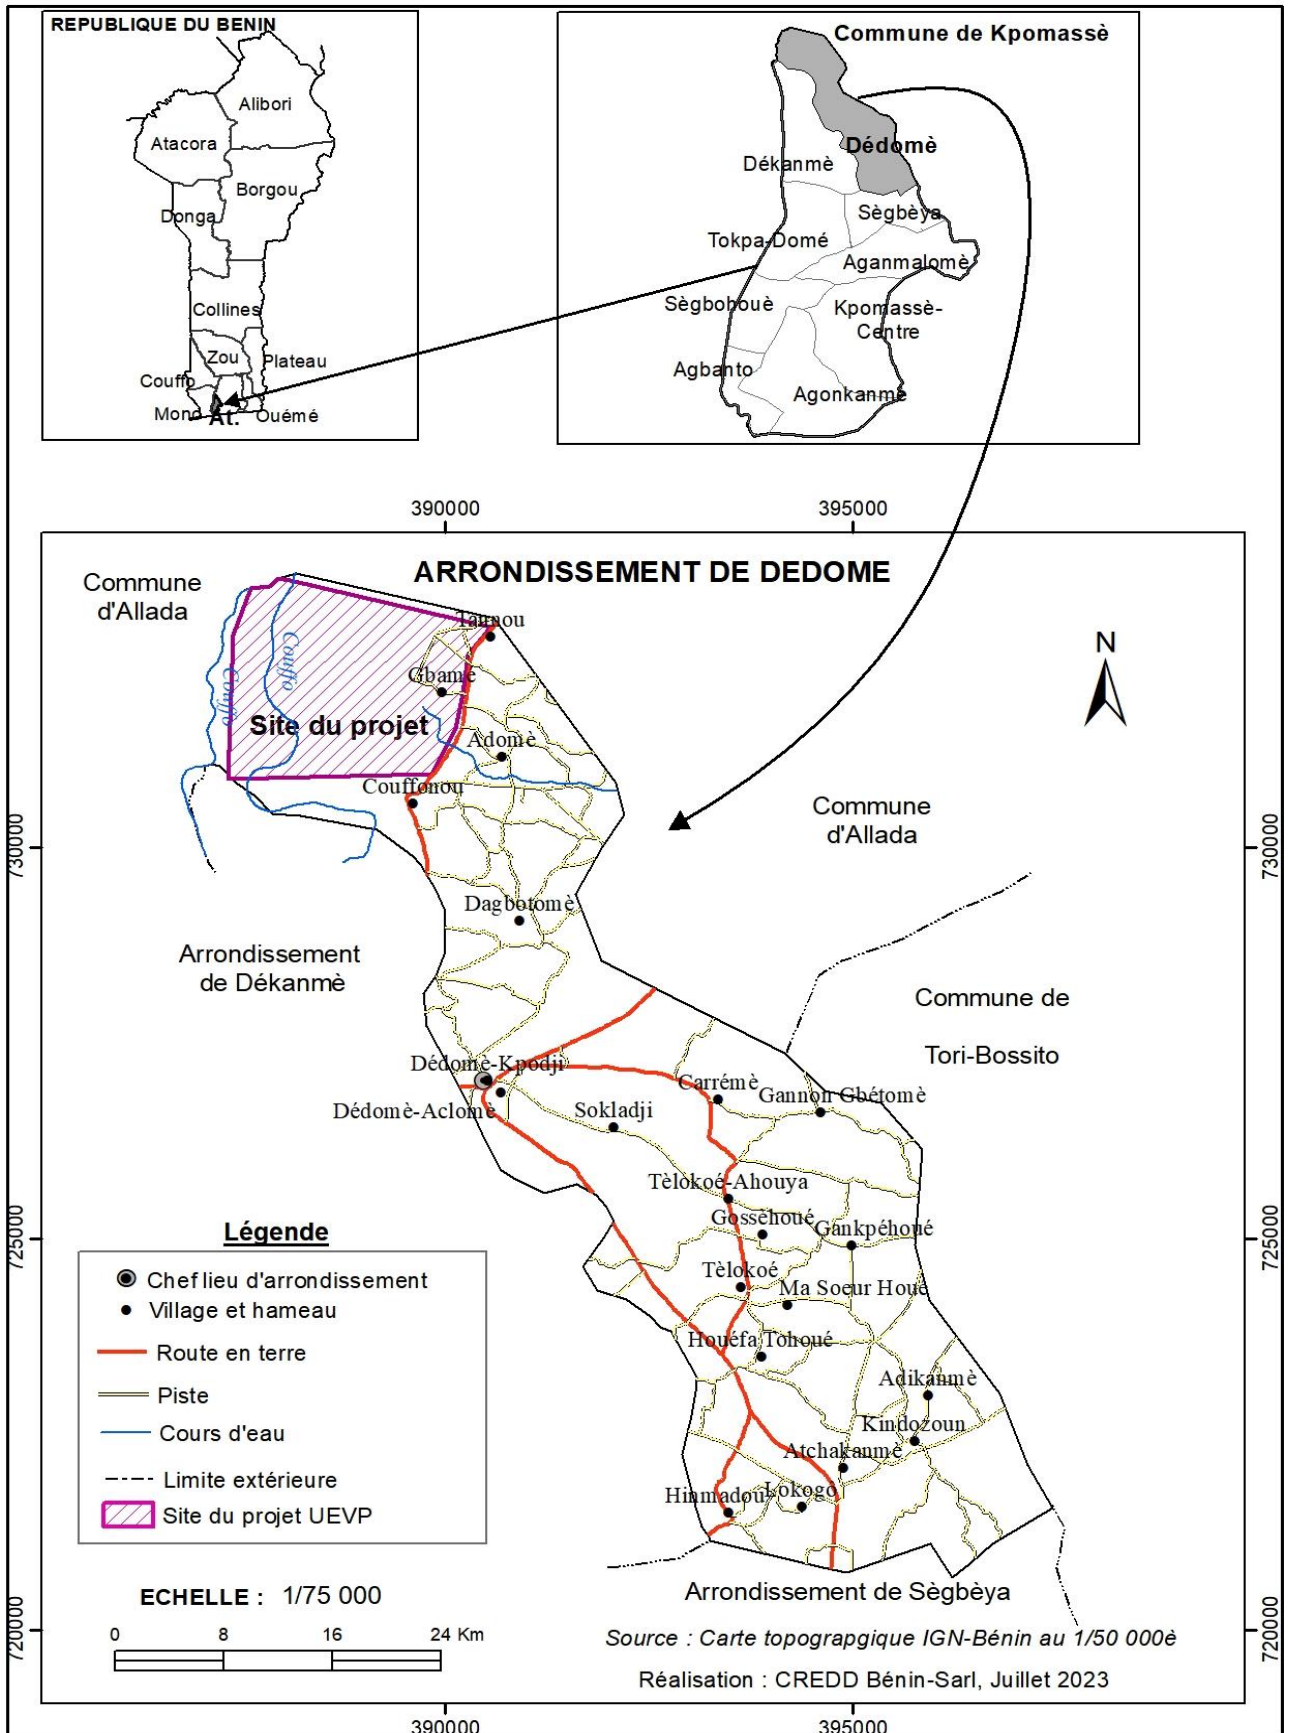 REPUBLIQUE DU BENIN
Alibori
Atacora
Borgou
Donga
Collines
Zou
Plateau
Couffo
Mono
At.
Ouémé
Commune de Kpomassè
Dédomè
Dékanmè
Sègbèya
Tokpa-Domé
Aganmalomè
Sègbohouè
Kpomassè-
Centre
Agbanto
Agonkanmè
390000
395000
ARRONDISSEMENT DE DEDOME
Commune
d'Allada
N
Couffo
Couffo
Site du projet
Gbamè
Adomè
Couffonou
Commune
d'Allada
730000
730000
Dagbotomè
Arrondissement
de Dékanmè
Commune de
Tori-Bossito
Dédomè-Kpodji
Dédomè-Aclomè
Sokladji
Carrémè
Gannon Gbétomè
Tèlokoé-Ahouya
Gossèhoué
Gankpéhoué
725000
725000
Tèlokoé
Ma Soeur Houé
Houéfa Tohoué
Adikanmè
Kindozoun
Atchakanmè
Hinmadou
Lokogò
Légende
Chef lieu d'arrondissement
Village et hameau
Route en terre
Piste
Cours d'eau
Limite extérieure
Site du projet UEVP
ECHELLE : 1/75 000
0 8 16 24 Km
Arrondissement de Sègbèya
720000
720000
Source : Carte topograpgique IGN-Bénin au 1/50 000è
Réalisation : CREDD Bénin-Sarl, Juillet 2023
390000
395000